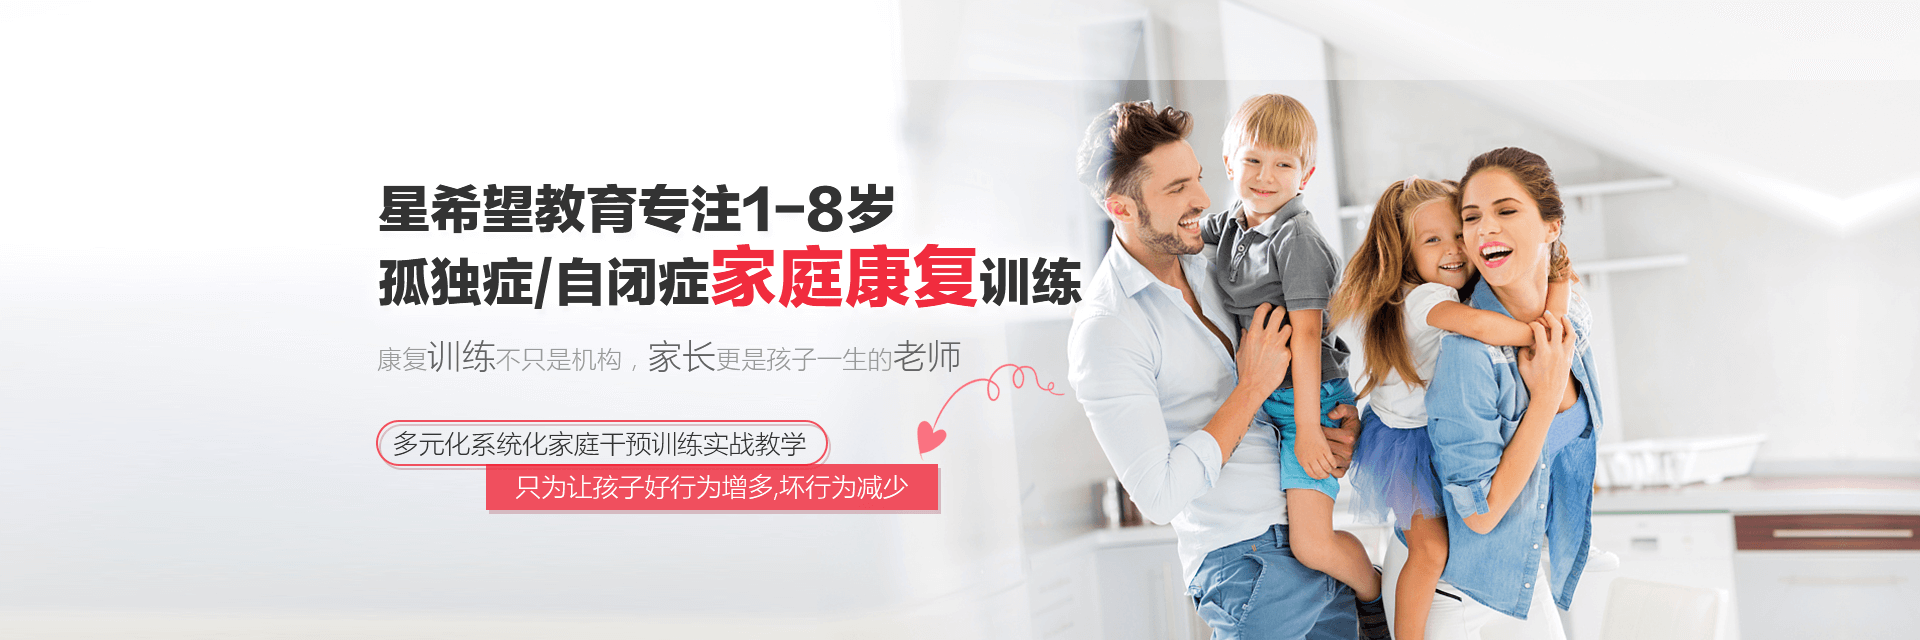 星希望教育专注1-8岁
孤独症/自闭症家庭康复训练
康复训练不只是机构，家长更是孩子一生的老师
多元化系统化家庭干预训练实战教学
只为让孩子好行为增多,坏行为减少